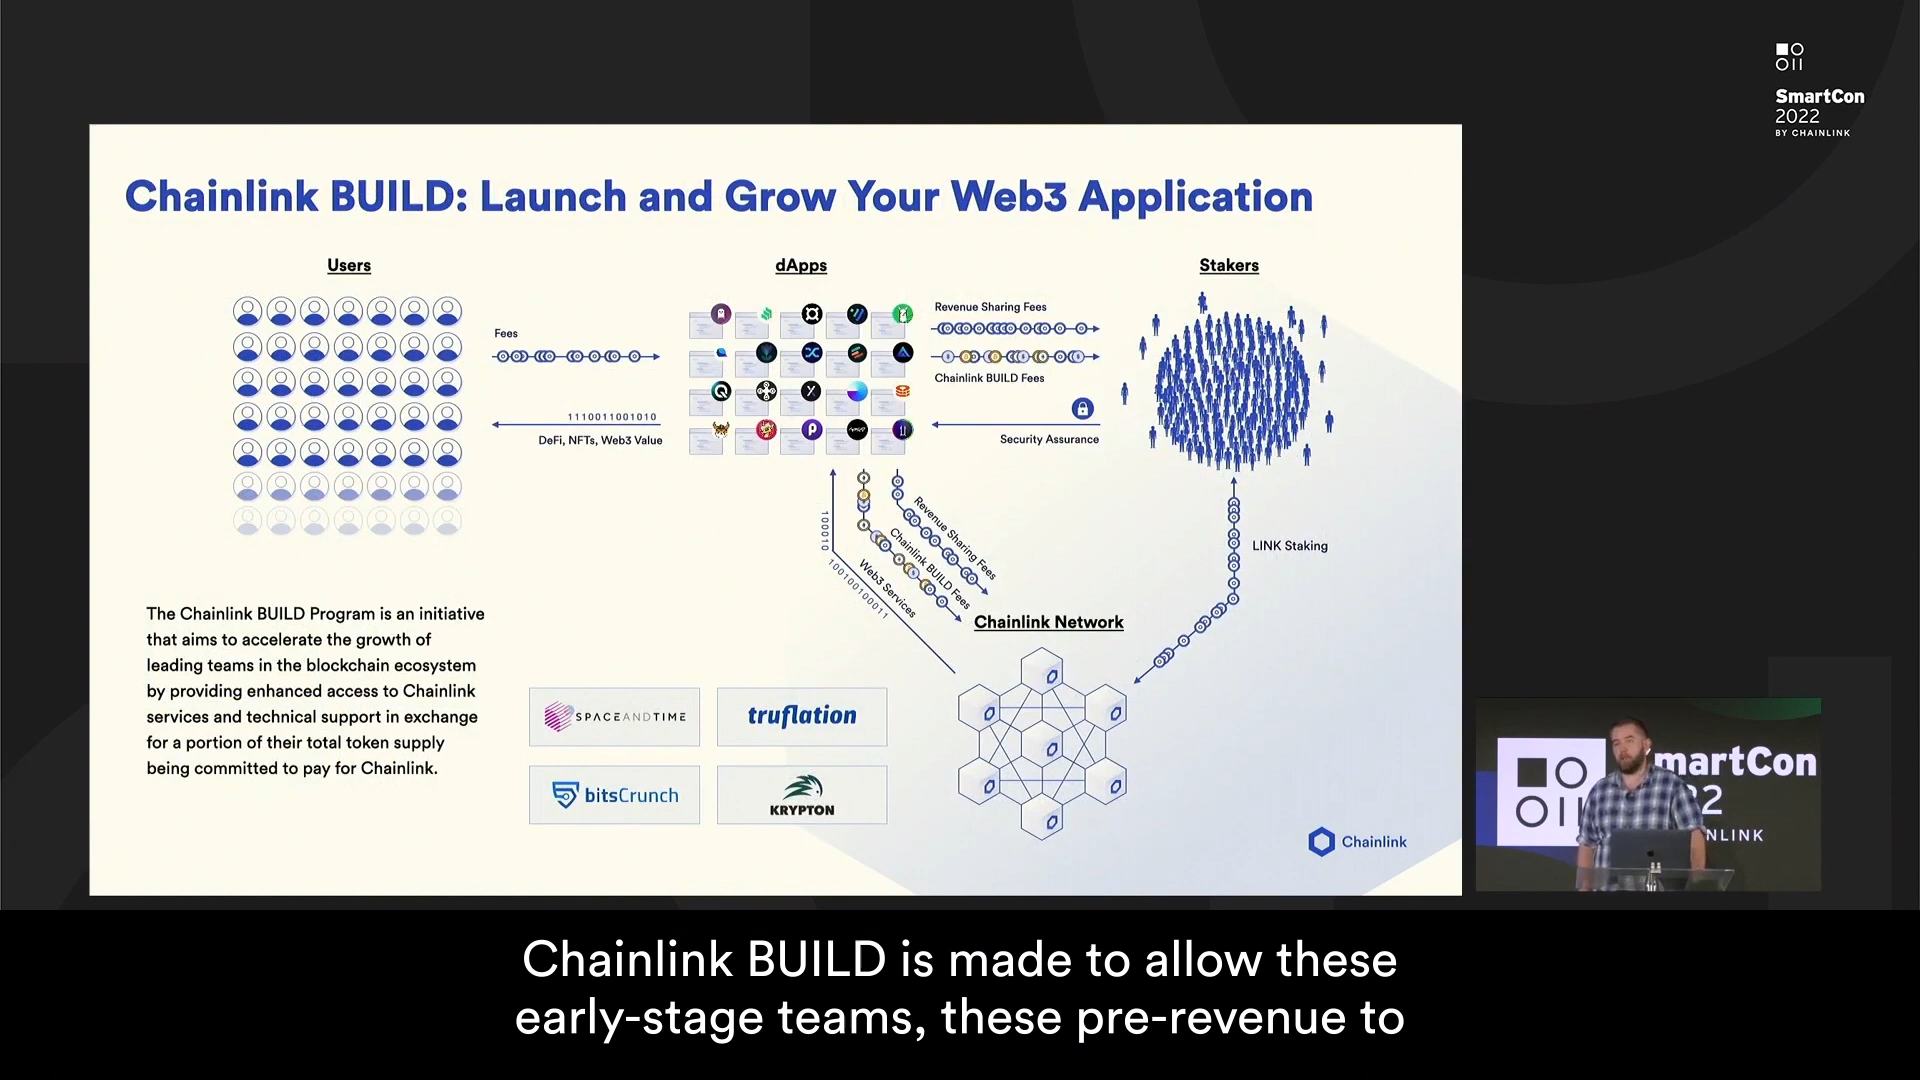 SmartCon
2022
BY CHAINLINK
Chainlink BUILD: Launch and Grow Your Web3 Application
Users
dApps
Stakers
Fees
Revenue Sharing Fees
Chainlink BUILD Fees
1110011001010
DeFi, NFTs, Web3 Value
Security Assurance
100010
100100100011
Web3 Services
Chainlink BUILD Fees
Revenue Sharing Fees
LINK Staking
Chainlink Network
The Chainlink BUILD Program is an initiative
that aims to accelerate the growth of
leading teams in the blockchain ecosystem
by providing enhanced access to Chainlink
services and technical support in exchange
for a portion of their total token supply
being committed to pay for Chainlink.
SPACEANDTIME
truflation
bitsCrunch
KRYPTON
Chainlink
martCon
22
NLINK
Chainlink BUILD is made to allow these
early-stage teams, these pre-revenue to